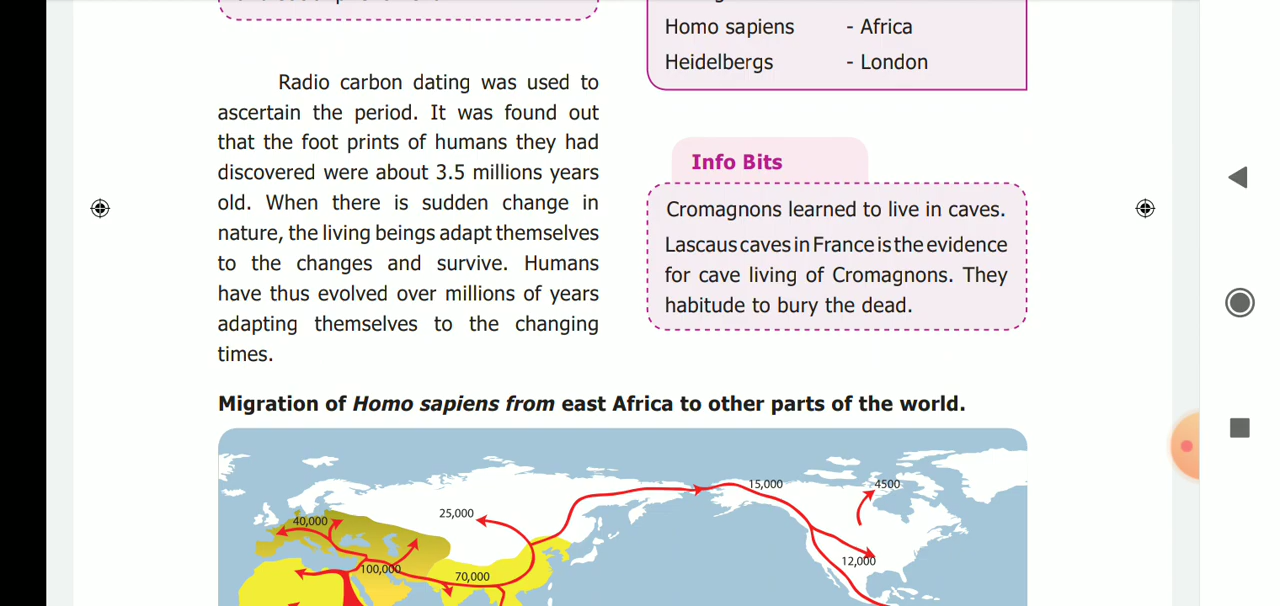 Radio carbon dating was used to
ascertain the period. It was found out
that the foot prints of humans they had
discovered were about 3.5 millions years
old. When there is sudden change in
nature, the living beings adapt themselves
to the changes and survive. Humans
have thus evolved over millions of years
adapting themselves to the changing
times.
Homo sapiens - Africa
Heidelbergs - London
Info Bits
Cromagnons learned to live in caves.
Lascaus caves in France is the evidence
for cave living of Cromagnons. They
habitude to bury the dead.
Migration of Homo sapiens from east Africa to other parts of the world.
15,000
4500
25,000
40,000
12,000
100,000
70,000